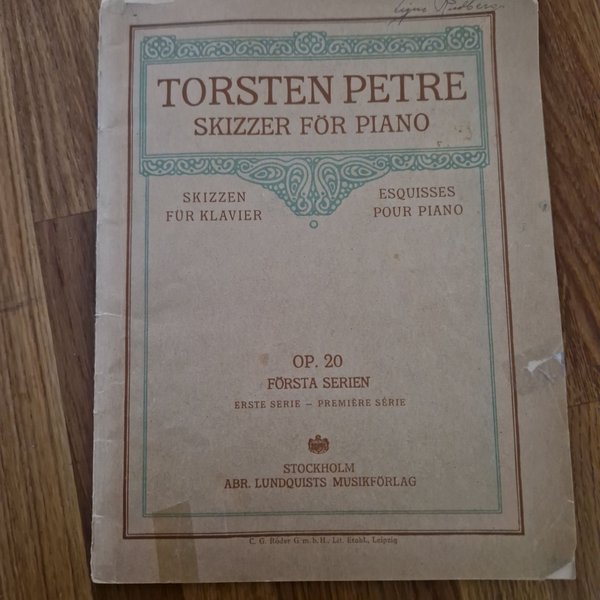 TORSTEN PETRE
SKIZZER FÖR PIANO
SKIZZEN
FÜR KLAVIER
ESQUISSES
POUR PIANO
OP. 20
FÖRSTA SERIEN
ERSTE SERIE – PREMIÈRE SÉRIE
STOCKHOLM
ABR. LUNDQUISTS MUSIKFÖRLAG
C. G. Röder G. m. b. H., Lit. Etabl., Leipzig